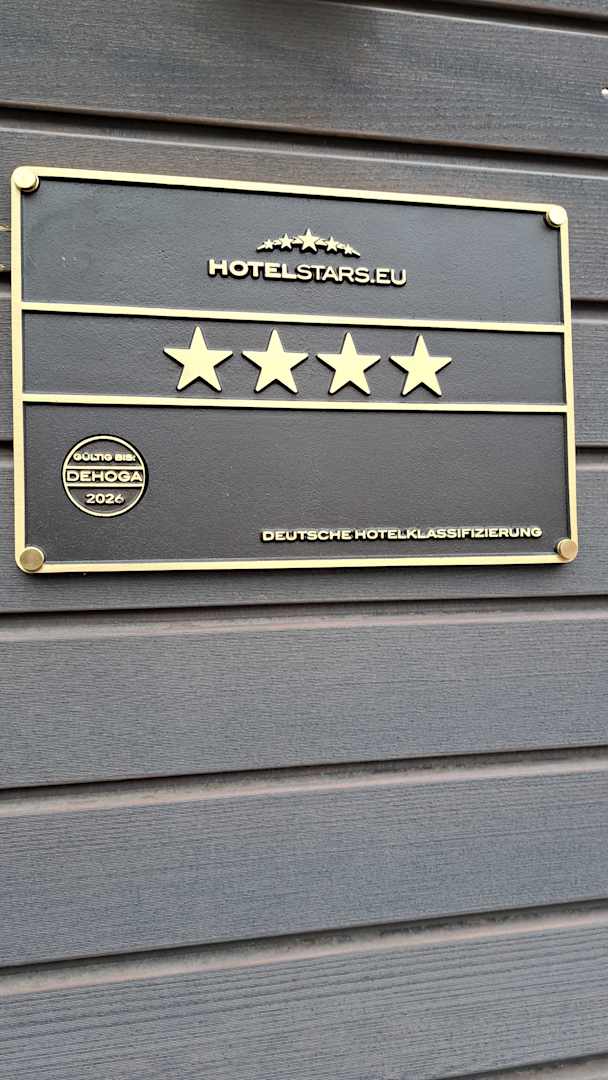 HOTELSTARS.EU
GÜLTIG BIS:
DEHOGA
2026
DEUTSCHE HOTELKLASSIFIZIERUNG